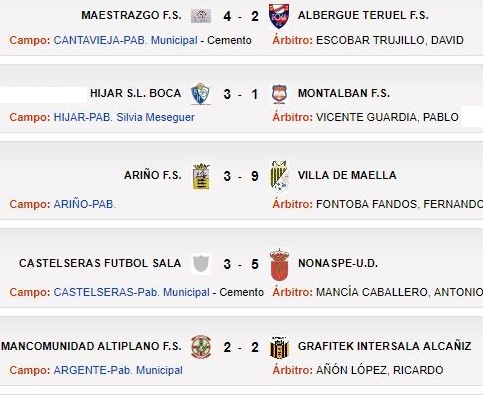 MAESTRAZGO F.S. 4 - 2 ALBERGUE TERUEL F.S.
Campo: CANTAVIEJA-PAB. Municipal - Cemento Árbitro: ESCOBAR TRUJILLO, DAVID
HIJAR S.L. BOCA 3 - 1 MONTALBAN F.S.
Campo: HIJAR-PAB. Silvia Meseguer Árbitro: VICENTE GUARDIA, PABLO
ARIÑO F.S. 3 - 9 VILLA DE MAELLA
Campo: ARIÑO-PAB. Árbitro: FONTOBA FANDOS, FERNANDO
CASTELSERAS FUTBOL SALA 3 - 5 NONASPE-U.D.
Campo: CASTELSERAS-Pab. Municipal - Cemento Árbitro: MANCÍA CABALLERO, ANTONIO
MANCOMUNIDAD ALTIPLANO F.S. 2 - 2 GRAFITEK INTERSALA ALCAÑIZ
Campo: ARGENTE-Pab. Municipal Árbitro: AÑÓN LÓPEZ, RICARDO